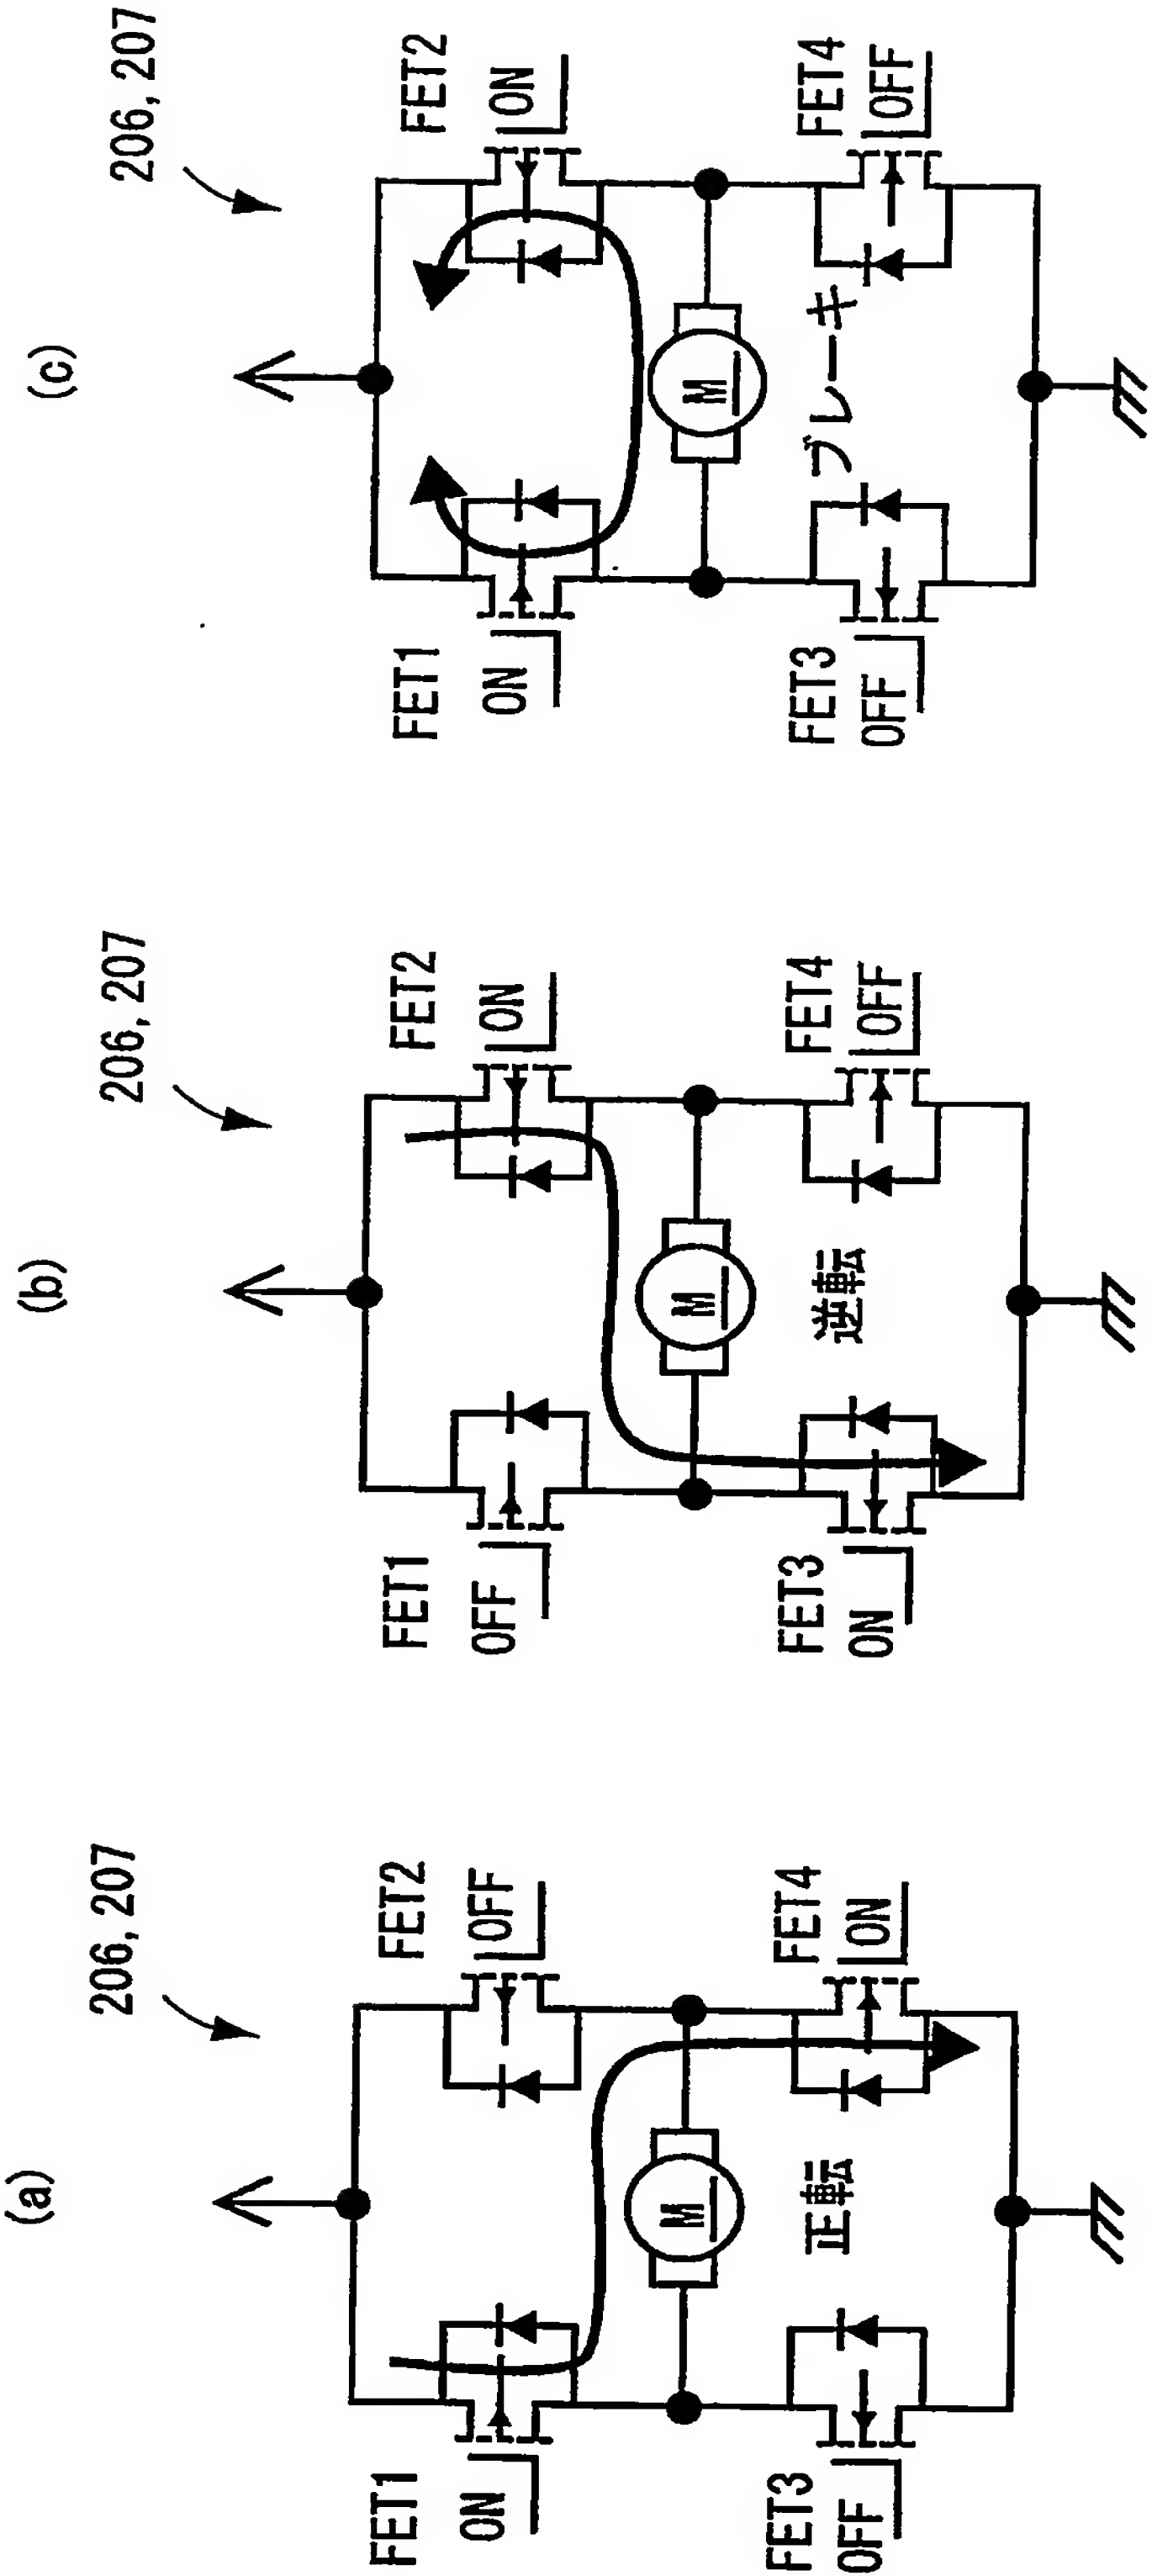 (a)
206, 207
FET1
ON
FET2
OFF
M
FET3
OFF
FET4
ON
正転
(b)
206, 207
FET1
OFF
FET2
ON
M
FET3
ON
FET4
OFF
逆転
(c)
206, 207
FET1
ON
FET2
ON
M
FET3
OFF
FET4
OFF
ブレーキ